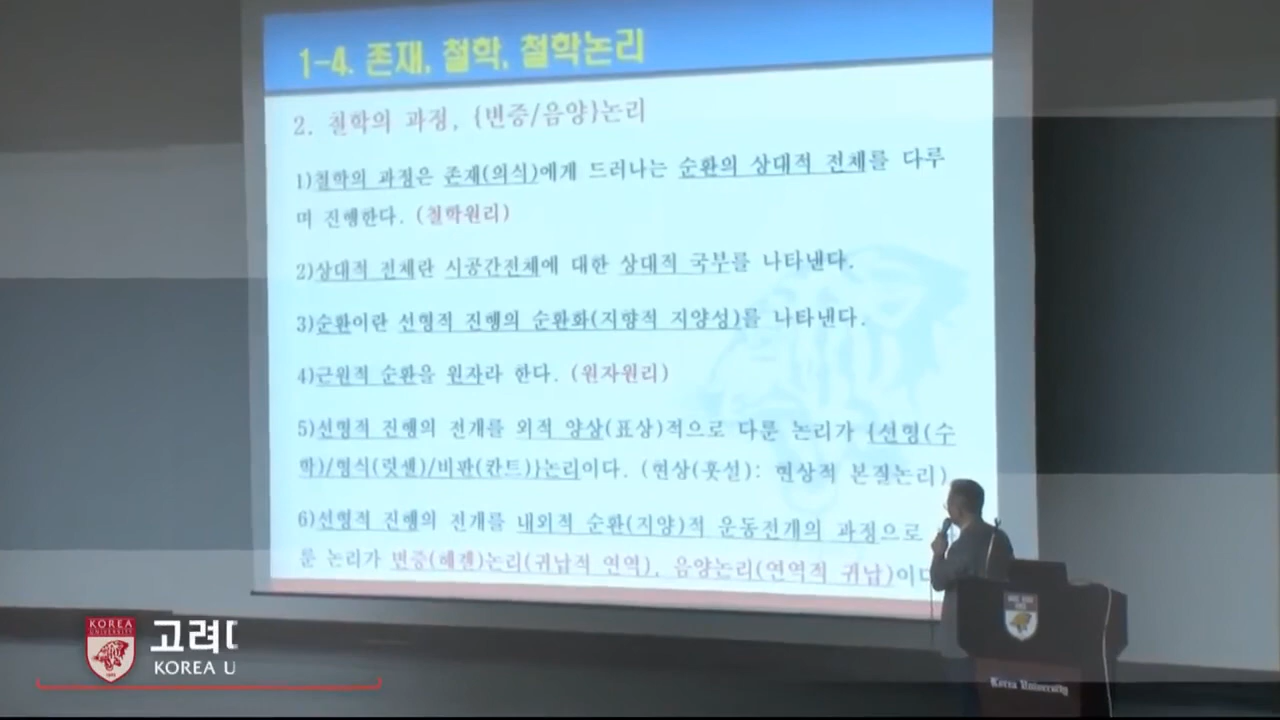 1-4. 존재, 철학, 철학논리
2. 철학의 과정, {변증/음양}논리
1)철학의 과정은 존재(의식)에게 드러나는 순환의 상대적 전체를 다루
며 진행한다. (철학원리)
2)상대적 전체란 시공간전체에 대한 상대적 국부를 나타낸다.
3)순환이란 선형적 진행의 순환화(지향적 지양성)를 나타낸다.
4)근원적 순환을 원자라 한다. (원자원리)
5)선형적 진행의 전개를 외적 양상(표상)적으로 다룬 논리가 {선형(수
학)/형식(럿셀)/비판(칸트)}논리이다. (현상(훗설): 현상적 본질논리)
6)선형적 진행의 전개를 내외적 순환(지양)적 운동전개의 과정으로
룬 논리가 변증(헤겔)논리(귀납적 연역), 음양논리(연역적 귀납)이다
KOREA
UNIVERSITY
고려
KOREA U
Korea University